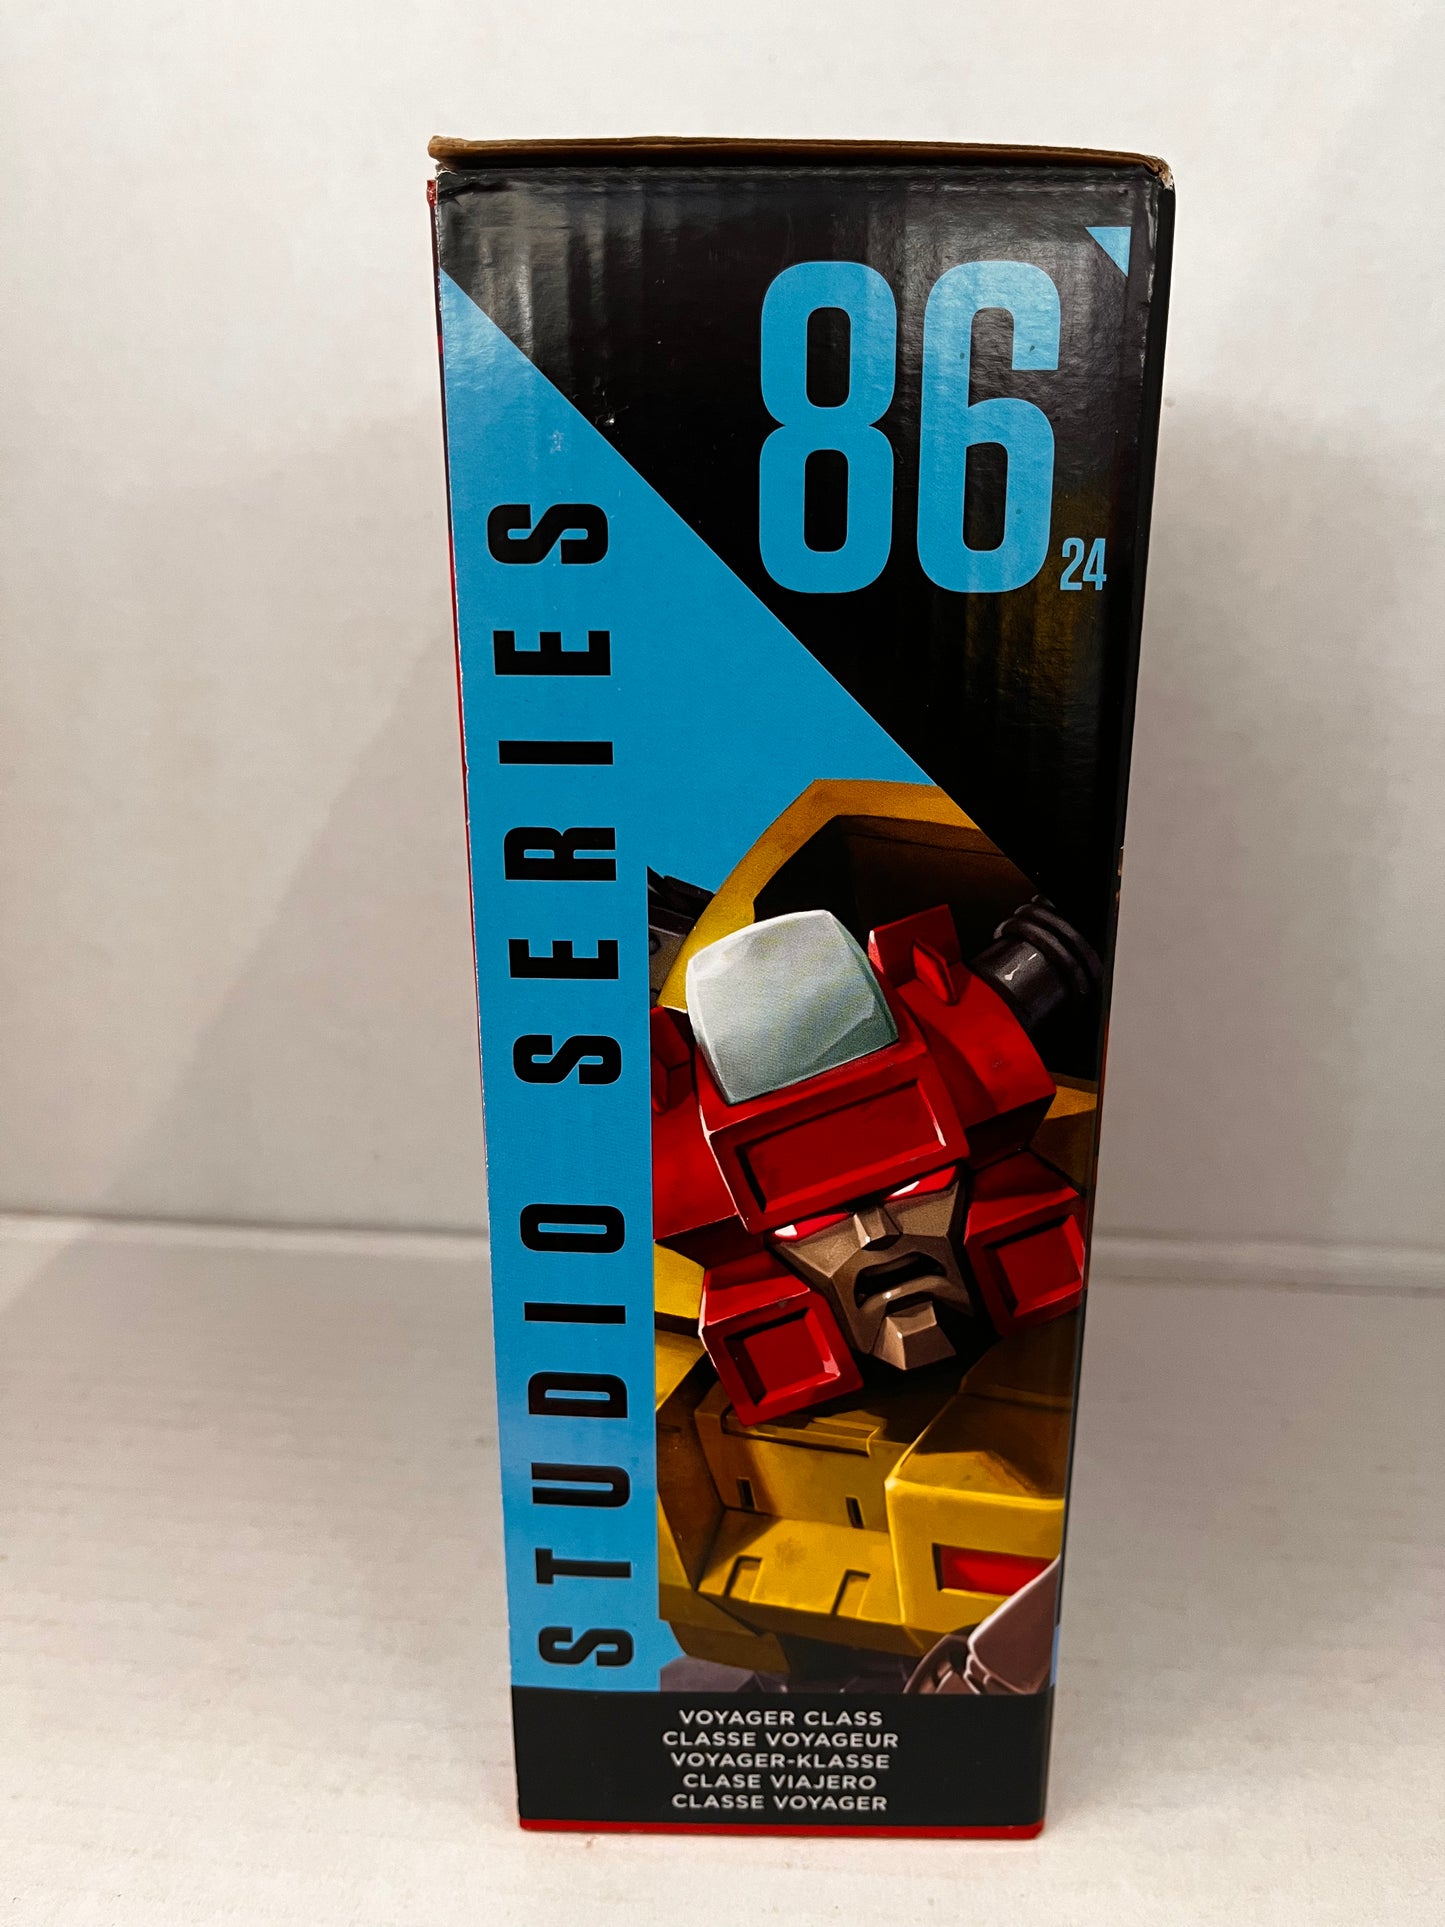 86
24
STUDIO SERIES
VOYAGER CLASS
CLASSE VOYAGEUR
VOYAGER-KLASSE
CLASE VIAJERO
CLASSE VOYAGER